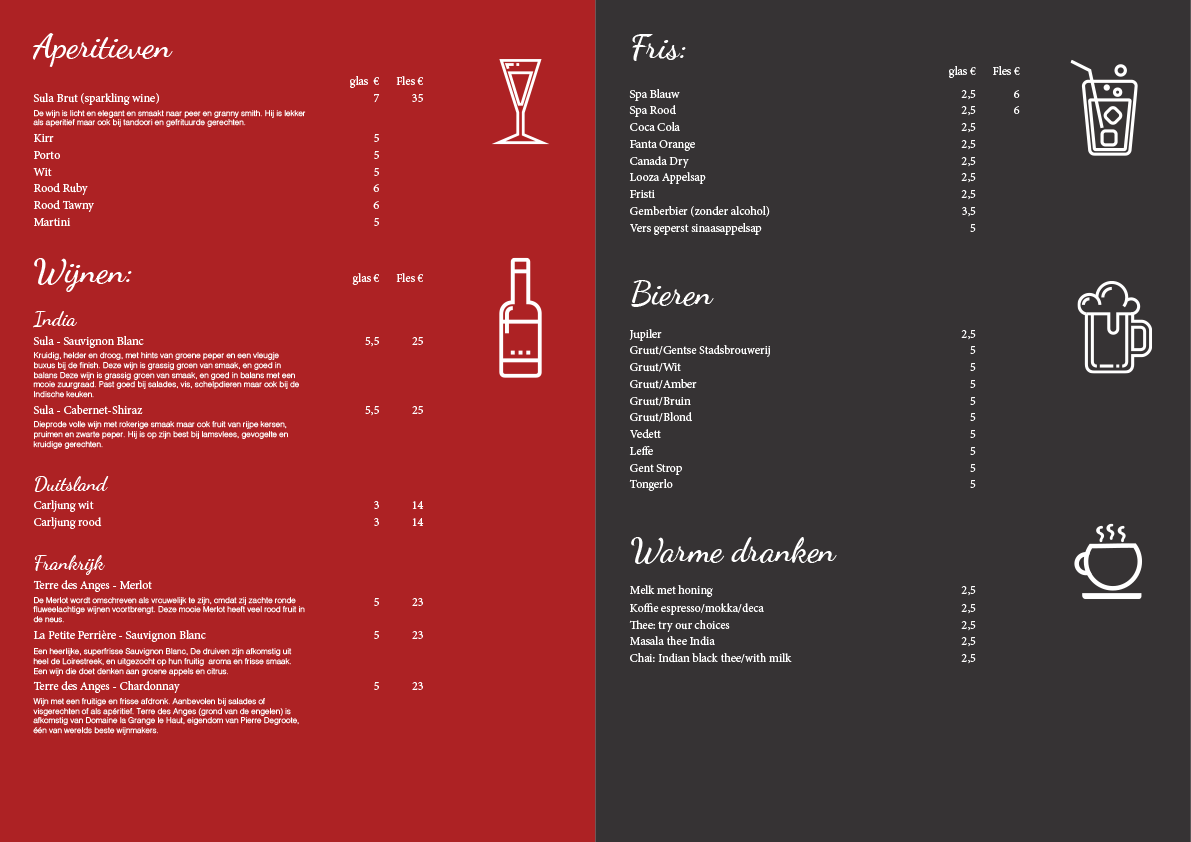 Aperitieven
glas € Fles €
Sula Brut (sparkling wine) 7 35
De wijn is licht en elegant en smaakt naar peer en granny smith. Hij is lekker
als aperitief maar ook bij tandoori en gefrituurde gerechten.
Kirr 5
Porto 5
Wit 5
Rood Ruby 6
Rood Tawny 6
Martini 5
Wijnen: glas € Fles €
India
Sula - Sauvignon Blanc 5,5 25
Kruidig, helder en droog, met hints van groene peper en een vleugje
buxus bij de finish. Deze wijn is grassig groen van smaak, en goed in
balans Deze wijn is grassig groen van smaak, en goed in balans met een
mooie zuurgraad. Past goed bij salades, vis, schelpdieren maar ook bij de
Indische keuken.
Sula - Cabernet-Shiraz 5,5 25
Dieprode volle wijn met rokerige smaak maar ook fruit van rijpe kersen,
pruimen en zwarte peper. Hij is op zijn best bij lamsvlees, gevogelte en
kruidige gerechten.
Duitsland
Carljung wit 3 14
Carljung rood 3 14
Frankrijk
Terre des Anges - Merlot
De Merlot wordt omschreven als vrouwelijk te zijn, omdat zij zachte ronde 5 23
fluweelachtige wijnen voortbrengt. Deze mooie Merlot heeft veel rood fruit in
de neus.
La Petite Perrière - Sauvignon Blanc 5 23
Een heerlijke, superfrisse Sauvignon Blanc, De druiven zijn afkomstig uit
heel de Loirestreek, en uitgezocht op hun fruitig aroma en frisse smaak.
Een wijn die doet denken aan groene appels en citrus.
Terre des Anges - Chardonnay 5 23
Wijn met een fruitige en frisse afdronk. Aanbevolen bij salades of
visgerechten of als apéritief. Terre des Anges (grond van de engelen) is
afkomstig van Domaine la Grange le Haut, eigendom van Pierre Degroote,
één van werelds beste wijnmakers.
Fris:
glas € Fles €
Spa Blauw 2,5 6
Spa Rood 2,5 6
Coca Cola 2,5
Fanta Orange 2,5
Canada Dry 2,5
Looza Appelsap 2,5
Fristi 2,5
Gemberbier (zonder alcohol) 3,5
Vers geperst sinaasappelsap 5
Bieren
Jupiler 2,5
Gruut/Gentse Stadsbrouwerij 5
Gruut/Wit 5
Gruut/Amber 5
Gruut/Bruin 5
Gruut/Blond 5
Vedett 5
Leffe 5
Gent Strop 5
Tongerlo 5
Warme dranken
Melk met honing 2,5
Koffie espresso/mokka/deca 2,5
Thee: try our choices 2,5
Masala thee India 2,5
Chai: Indian black thee/with milk 2,5